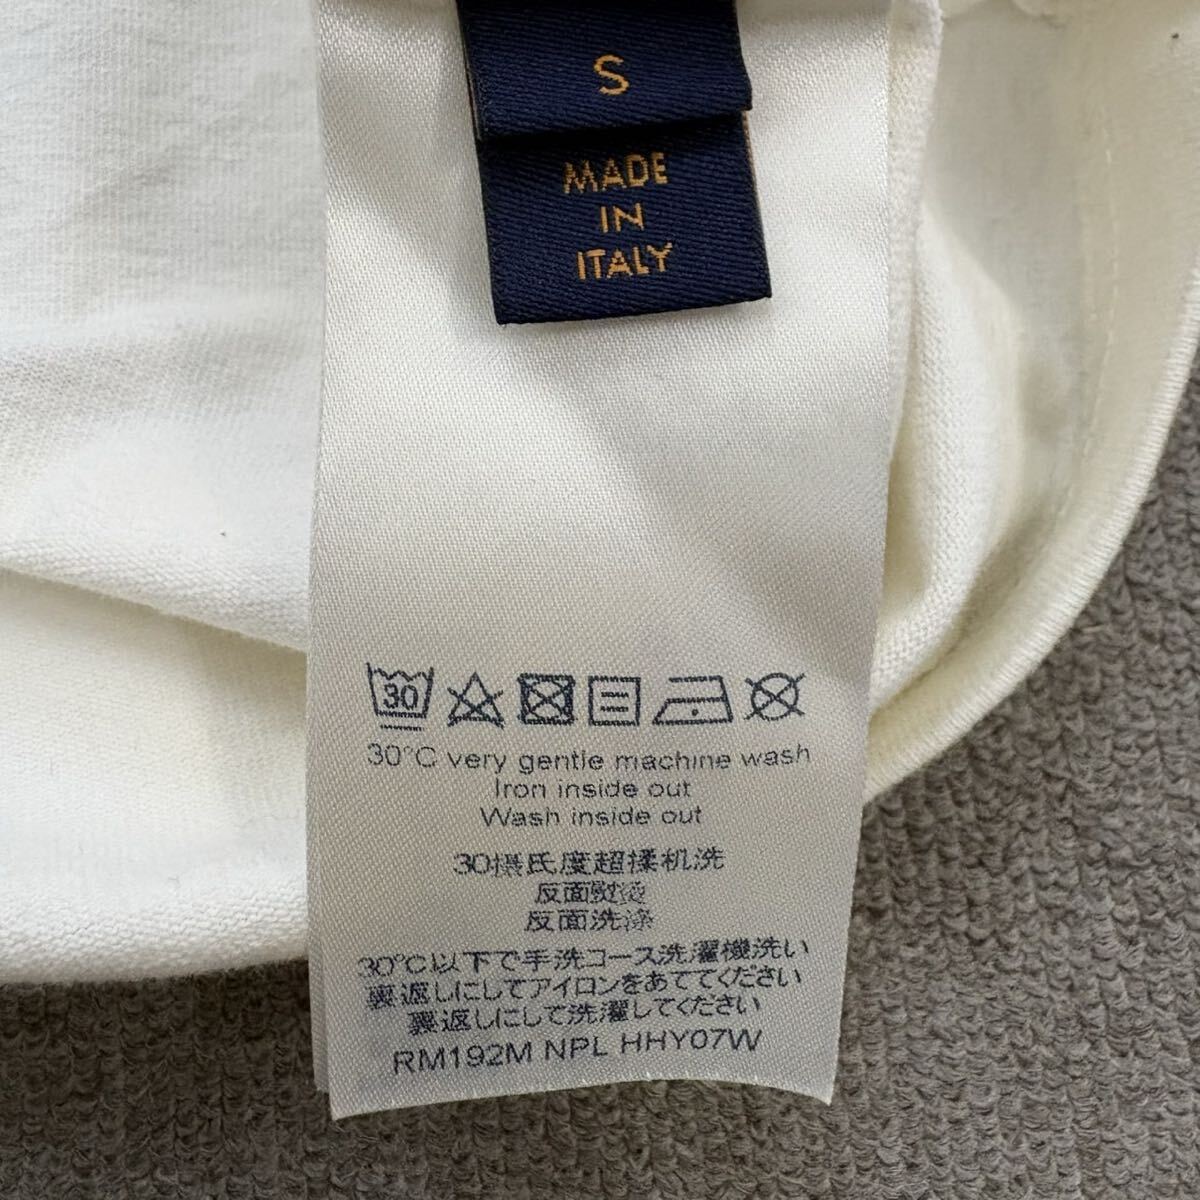 S
MADE
IN
ITALY
30
30°C very gentle machine wash
Iron inside out
Wash inside out
30摄氏度超揉机洗
反面熨烫
反面洗涤
30°C以下で手洗コース洗濯機洗い
裏返しにしてアイロンをあててください
裏返しにして洗濯してください
RM192M NPL HHY07W